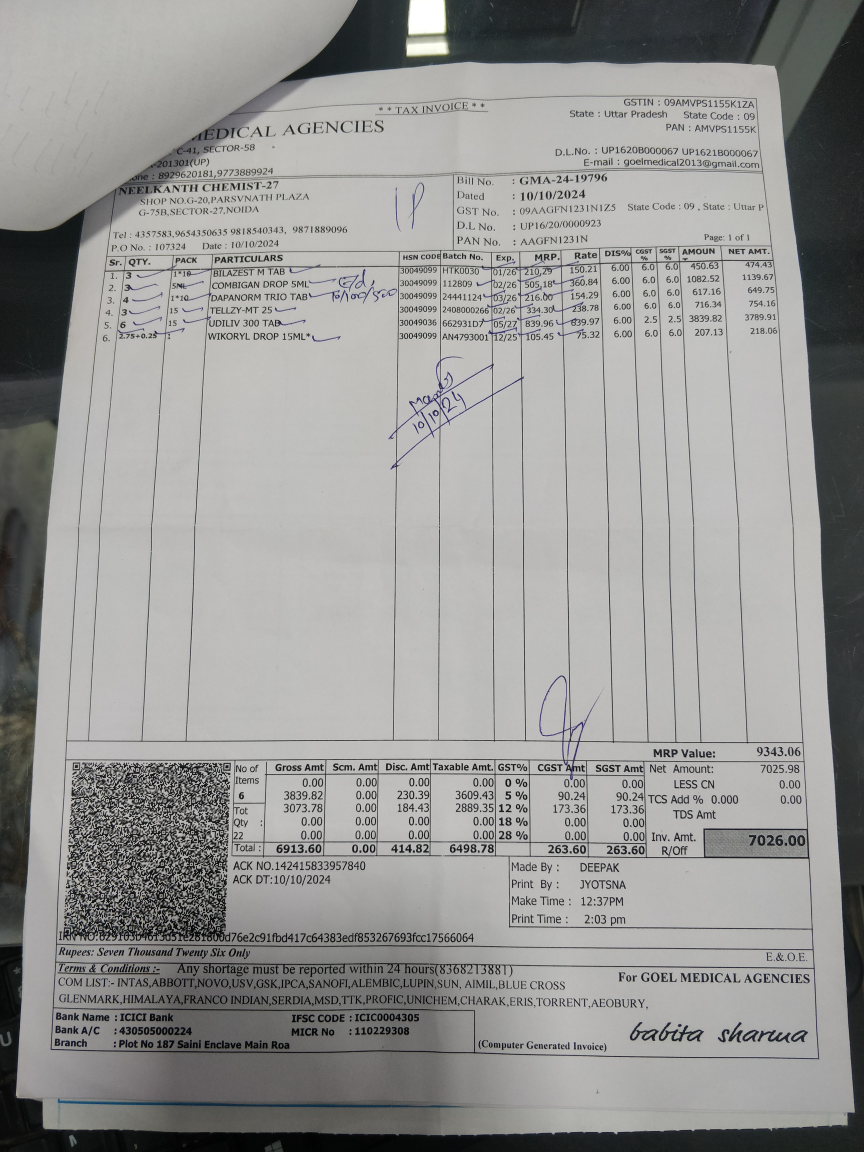 * * TAX INVOICE * *
GSTIN : 09AMVPS1155K1ZA
State : Uttar Pradesh State Code : 09
PAN : AMVPS1155K
MEDICAL AGENCIES
C-41, SECTOR-58
-201301(UP)
: 8929620181,9773889924
D.L.No. : UP1620B000067 UP1621B000067
E-mail : goelmedical2013@gmail.com
NEELKANTH CHEMIST-27
SHOP NO.G-20,PARSVNATH PLAZA
G-75B,SECTOR-27,NOIDA
Tel : 4357583,9654350635 9818540343, 9871889096
P.O No. : 107324 Date : 10/10/2024
Bill No. : GMA-24-19796
Dated : 10/10/2024
GST No. : 09AAGFN1231N1Z5 State Code : 09 , State : Uttar P
D.L No. : UP16/20/0000923
PAN No. : AAGFN1231N
Page: 1 of 1
Sr. QTY. PACK PARTICULARS HSN CODE Batch No. Exp. MRP. Rate DIS% CGST % SGST % AMOUN NET AMT.
1. 3 1*10 BILAZEST M TAB 30049099 HTK0030 01/26 210.29 150.21 6.00 6.0 6.0 450.63 474.43
2. 3 5ML COMBIGAN DROP 5ML 30049099 112809 02/26 505.18 360.84 6.00 6.0 6.0 1082.52 1139.67
3. 4 1*10 DAPANORM TRIO TAB 10/100/500 30049099 24441124 03/26 216.00 154.29 6.00 6.0 6.0 617.16 649.75
4. 3 15 TELLZY-MT 25 30049099 2408000266 02/26 334.30 238.78 6.00 6.0 6.0 716.34 754.16
5. 6 15 UDILIV 300 TAB 30049036 662931D7 05/27 839.96 639.97 6.00 2.5 2.5 3839.82 3789.91
6. 2.75+0.25 1 WIKORYL DROP 15ML* 30049099 AN4793001 12/25 105.45 75.32 6.00 6.0 6.0 207.13 218.06
10/10/24
MRP Value: 9343.06
No of Items Gross Amt Scm. Amt Disc. Amt Taxable Amt. GST% CGST Amt SGST Amt
0.00 0.00 0.00 0.00 0 % 0.00 0.00
6 3839.82 0.00 230.39 3609.43 5 % 90.24 90.24
Tot 3073.78 0.00 184.43 2889.35 12 % 173.36 173.36
Qty : 0.00 0.00 0.00 0.00 18 % 0.00 0.00
22 0.00 0.00 0.00 0.00 28 % 0.00 0.00
Total : 6913.60 0.00 414.82 6498.78 263.60 263.60
Net Amount: 7025.98
LESS CN 0.00
TCS Add % 0.000 0.00
TDS Amt
Inv. Amt. R/Off 7026.00
ACK NO.142415833957840
ACK DT:10/10/2024
Made By : DEEPAK
Print By : JYOTSNA
Make Time : 12:37PM
Print Time : 2:03 pm
Rupees: Seven Thousand Twenty Six Only
E.&O.E.
Terms & Conditions :- Any shortage must be reported within 24 hours(8368213881)
COM LIST:- INTAS,ABBOTT,NOVO,USV,GSK,IPCA,SANOFI,ALEMBIC,LUPIN,SUN, AIMIL,BLUE CROSS
GLENMARK,HIMALAYA,FRANCO INDIAN,SERDIA,MSD,TTK,PROFIC,UNICHEM,CHARAK,ERIS,TORRENT,AEOBURY,
For GOEL MEDICAL AGENCIES
Bank Name : ICICI Bank IFSC CODE : ICIC0004305
Bank A/C : 430505000224 MICR No : 110229308
Branch : Plot No 187 Saini Enclave Main Roa
(Computer Generated Invoice)
babita sharma